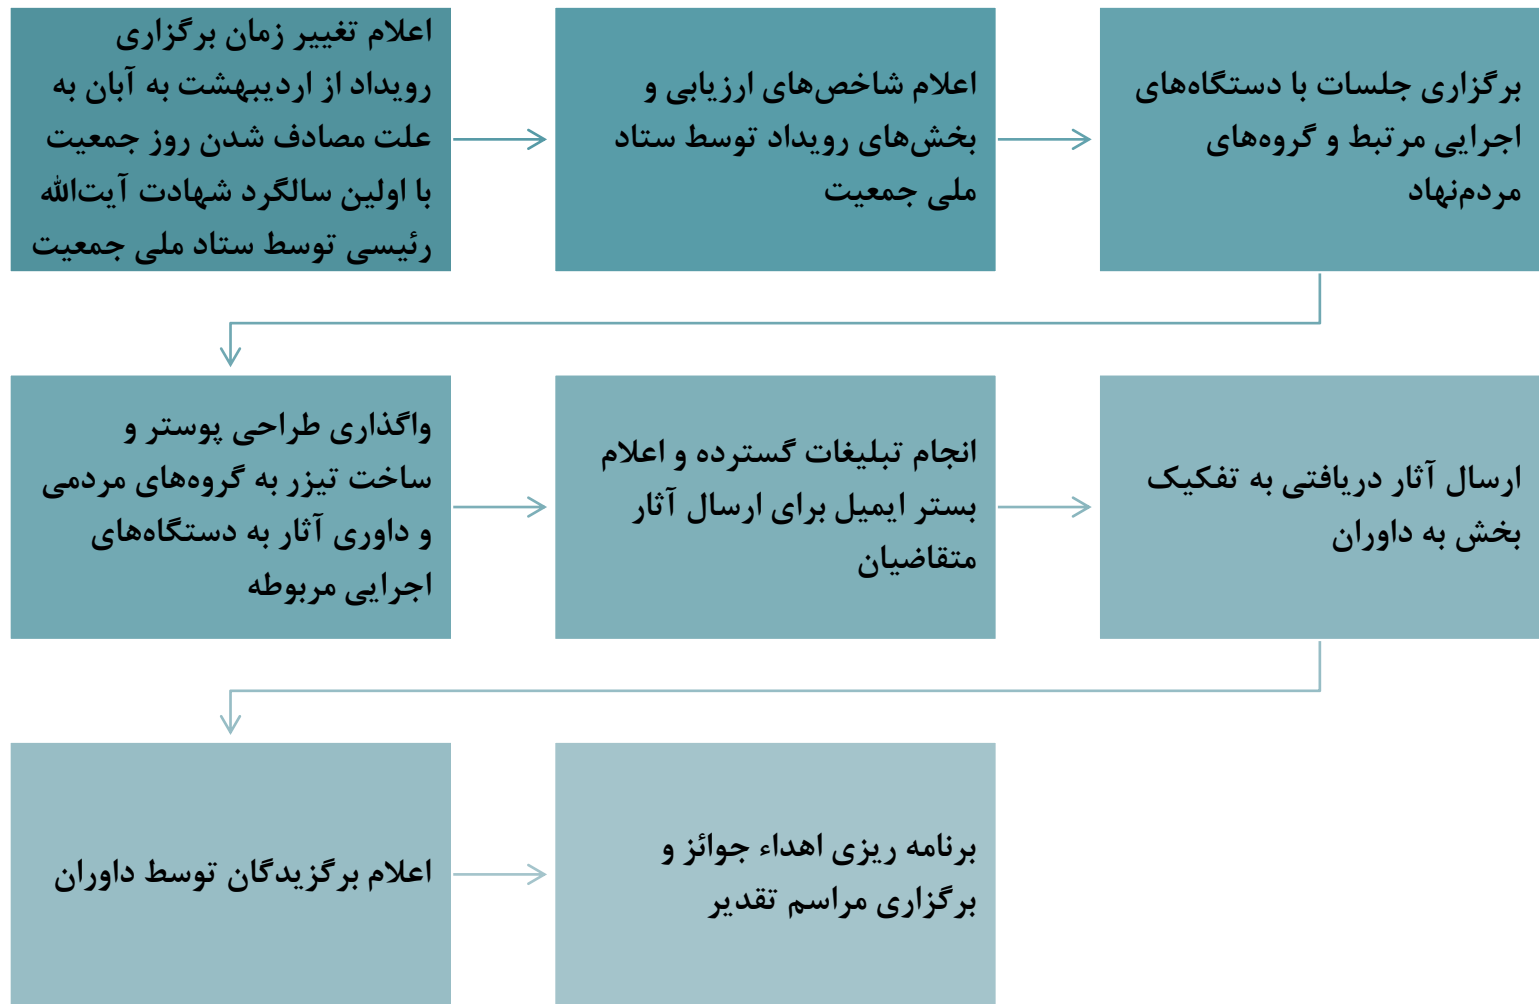 اعلام تغییر زمان برگزاری
رویداد از اردیبهشت به آبان به
علت مصادف شدن روز جمعیت
با اولین سالگرد شهادت آیت‌الله
رئیسی توسط ستاد ملی جمعیت
اعلام شاخص‌های ارزیابی و
بخش‌های رویداد توسط ستاد
ملی جمعیت
برگزاری جلسات با دستگاه‌های
اجرایی مرتبط و گروه‌های
مردم‌نهاد
واگذاری طراحی پوستر و
ساخت تیزر به گروه‌های مردمی
و داوری آثار به دستگاه‌های
اجرایی مربوطه
انجام تبلیغات گسترده و اعلام
بستر ایمیل برای ارسال آثار
متقاضیان
ارسال آثار دریافتی به تفکیک
بخش به داوران
اعلام برگزیدگان توسط داوران
برنامه ریزی اهداء جوائز و
برگزاری مراسم تقدیر